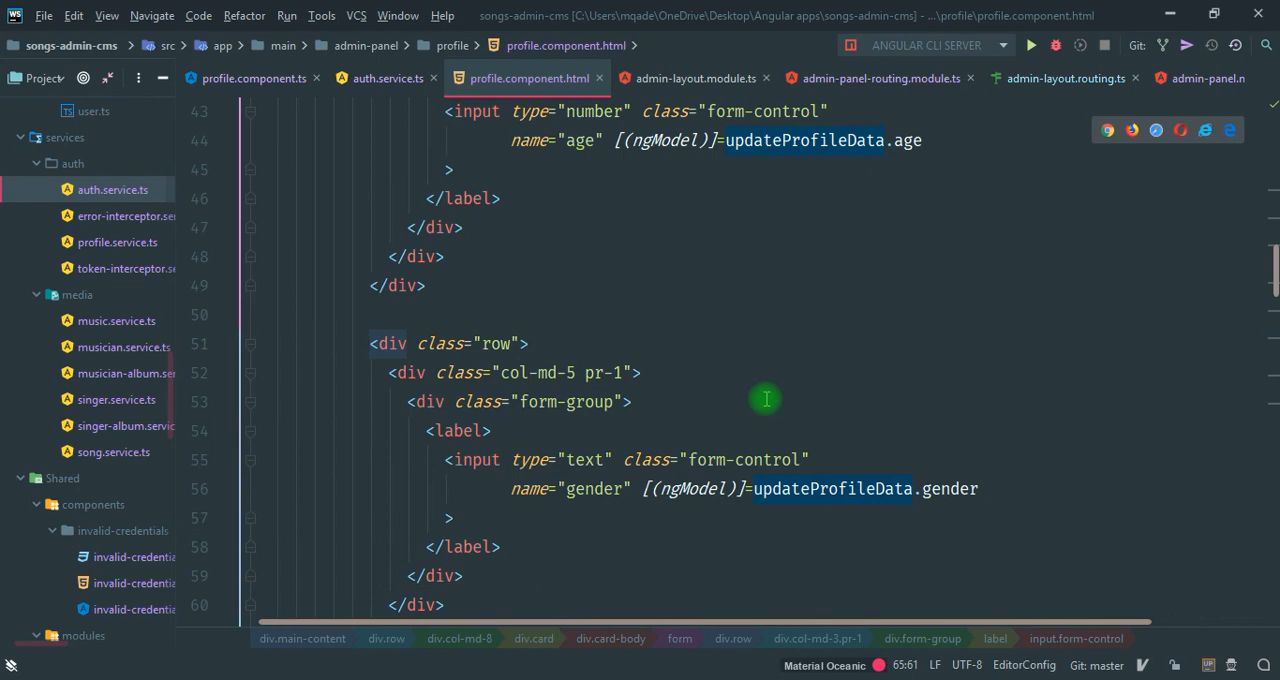 File Edit View Navigate Code Refactor Run Tools VCS Window Help songs-admin-cms [C:\Users\mqade\OneDrive\Desktop\Angular apps\songs-admin-cms] - ...\profile\profile.component.html
songs-admin-cms src app main admin-panel profile profile.component.html ANGULAR CLI SERVER Git:
Project profile.component.ts auth.service.ts profile.component.html admin-layout.module.ts admin-panel-routing.module.ts admin-layout.routing.ts admin-panel.n
user.ts
services
auth
auth.service.ts
error-interceptor.se
profile.service.ts
token-interceptor.se
media
music.service.ts
musician.service.ts
musician-album.ser
singer.service.ts
singer-album.servic
song.service.ts
Shared
components
invalid-credentials
invalid-credentia
invalid-credentia
invalid-credentia
modules
43 <input type="number" class="form-control"
44 name="age" [(ngModel)]=updateProfileData.age
45 >
46 </label>
47 </div>
48 </div>
49 </div>
50
51 <div class="row">
52 <div class="col-md-5 pr-1">
53 <div class="form-group">
54 <label>
55 <input type="text" class="form-control"
56 name="gender" [(ngModel)]=updateProfileData.gender
57 >
58 </label>
59 </div>
60 </div>
div.main-content div.row div.col-md-8 div.card div.card-body form div.row div.col-md-3.pr-1 div.form-group label input.form-control
Material Oceanic 65:61 LF UTF-8 EditorConfig Git: master